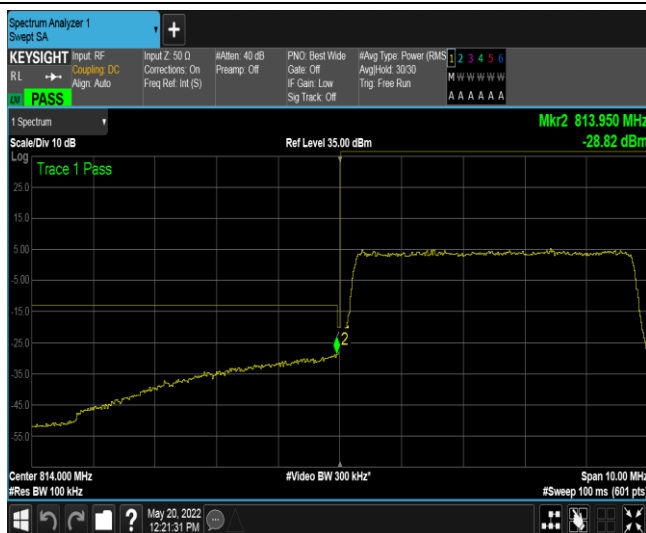 Spectrum Analyzer 1
Swept SA
+
KEYSIGHT
RL
PASS
Input: RF
Coupling: DC
Align: Auto
Input Z: 50 Ω
Corrections: On
Freq Ref: Int (S)
#Atten: 40 dB
Preamp: Off
PNO: Best Wide
Gate: Off
IF Gain: Low
Sig Track: Off
#Avg Type: Power (RMS
Avg|Hold: 30/30
Trig: Free Run
1 2 3 4 5 6
M W W W W W
A A A A A A
1 Spectrum
Mkr2 813.950 MHz
Scale/Div 10 dB
Ref Level 35.00 dBm
-28.82 dBm
Log
Trace 1 Pass
25.0
15.0
5.00
-5.00
-15.0
-25.0
2
-35.0
-45.0
-55.0
Center 814.000 MHz
#Video BW 300 kHz*
Span 10.00 MHz
#Res BW 100 kHz
#Sweep 100 ms (601 pts
?
May 20, 2022
12:21:31 PM